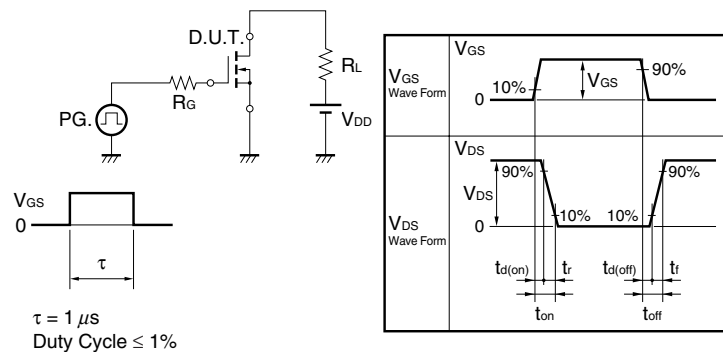 D.U.T.
RL
RG
PG.
VDD
VGS
0
τ
τ = 1 μs
Duty Cycle ≤ 1%
VGS
Wave Form
VGS
10%
VGS
90%
0
VDS
Wave Form
VDS
90%
VDS
90%
10%
10%
0
td(on)
tr
td(off)
tf
ton
toff